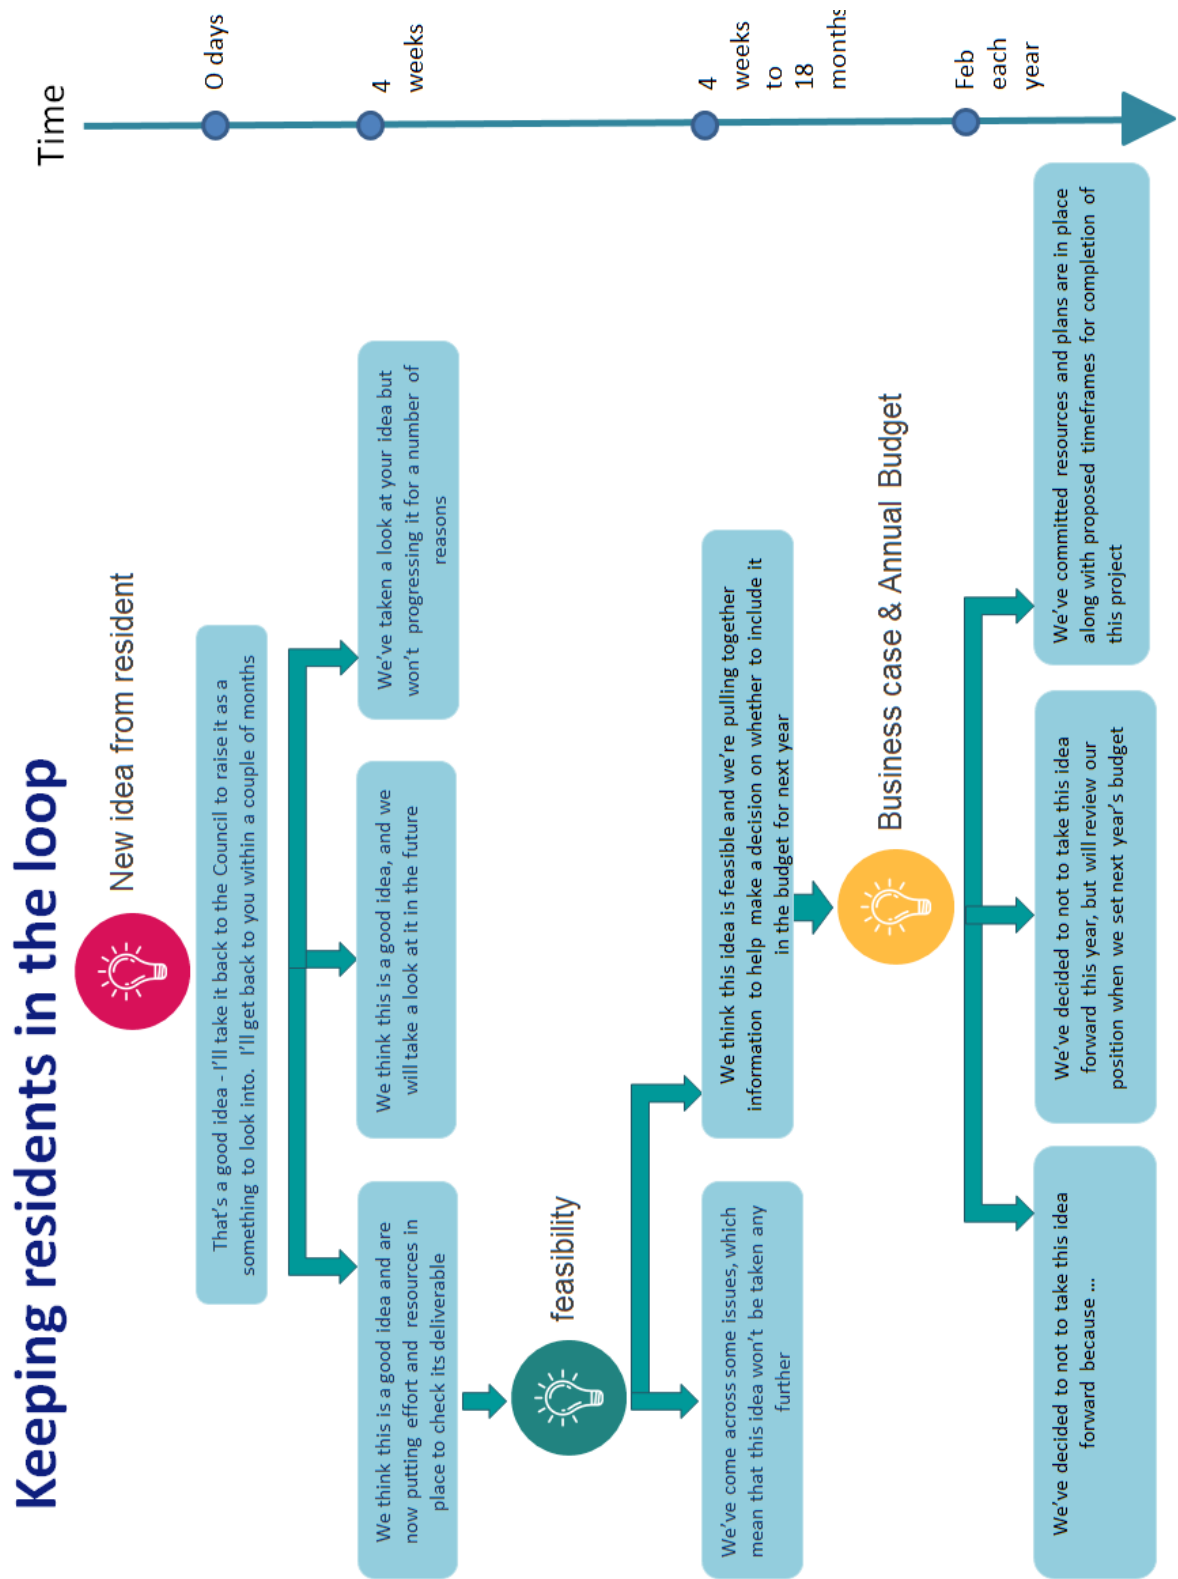 Keeping residents in the loop
Time
New idea from resident
0 days
That's a good idea - I'll take it back to the Council to raise it as a
something to look into.  I'll get back to you within a couple of months
4
weeks
We think this is a good idea and are
now putting effort and resources in
place to check its deliverable
We think this is a good idea, and we
will take a look at it in the future
We've taken a look at your idea but
won't progressing it for a number of
reasons
feasibility
4
weeks
to
18
months
We've come across some issues, which
mean that this idea won't be taken any
further
We think this idea is feasible and we're pulling together
information to help make a decision on whether to include it
in the budget for next year
Business case & Annual Budget
Feb
each
year
We've decided to not to take this idea
forward because ...
We've decided to not to take this idea
forward this year, but will review our
position when we set next year's budget
We've committed resources and plans are in place
along with proposed timeframes for completion of
this project